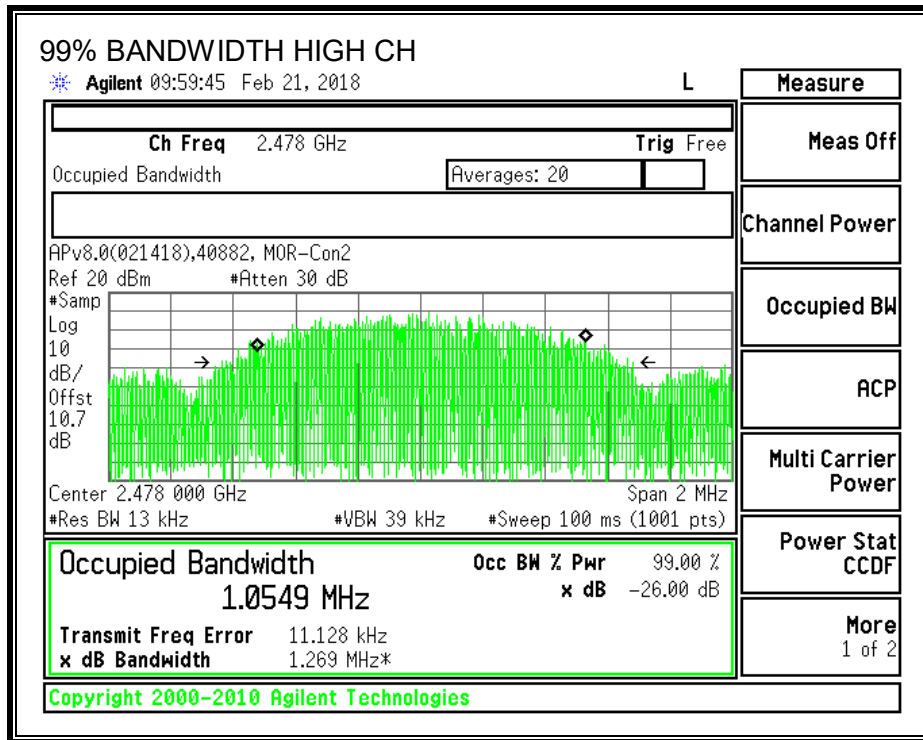 99% BANDWIDTH HIGH CH
Agilent 09:59:45 Feb 21, 2018 L
Ch Freq 2.478 GHz Trig Free
Occupied Bandwidth Averages: 20
APv8.0(021418),40882, MOR-Con2
Ref 20 dBm #Atten 30 dB
#Samp
Log
10
dB/
Offst
10.7
dB
Center 2.478 000 GHz Span 2 MHz
#Res BW 13 kHz #VBW 39 kHz #Sweep 100 ms (1001 pts)
Occupied Bandwidth Occ BW % Pwr 99.00 %
1.0549 MHz x dB -26.00 dB
Transmit Freq Error 11.128 kHz
x dB Bandwidth 1.269 MHz*
Copyright 2000-2010 Agilent Technologies
Measure
Meas Off
Channel Power
Occupied BW
ACP
Multi Carrier
Power
Power Stat
CCDF
More
1 of 2